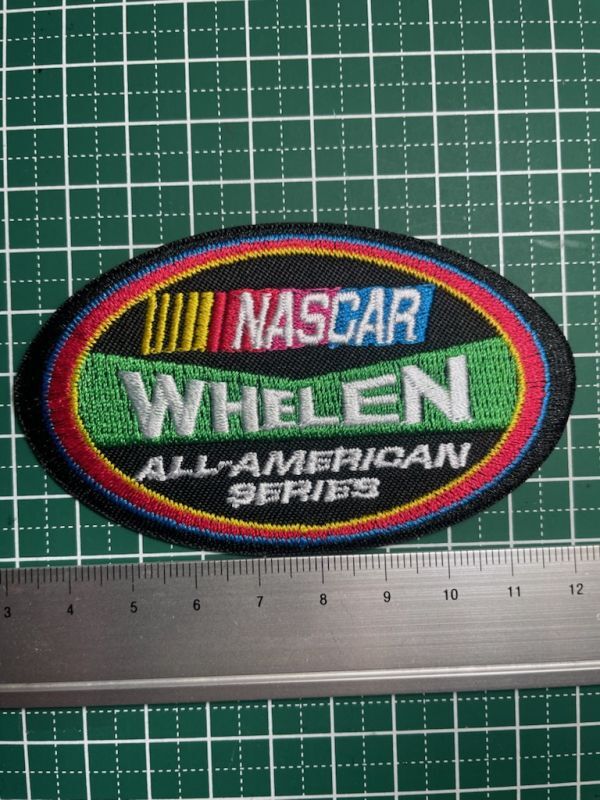 NASCAR
WHELEN
ALL-AMERICAN
SERIES
3 4 5 6 7 8 9 10 11 12